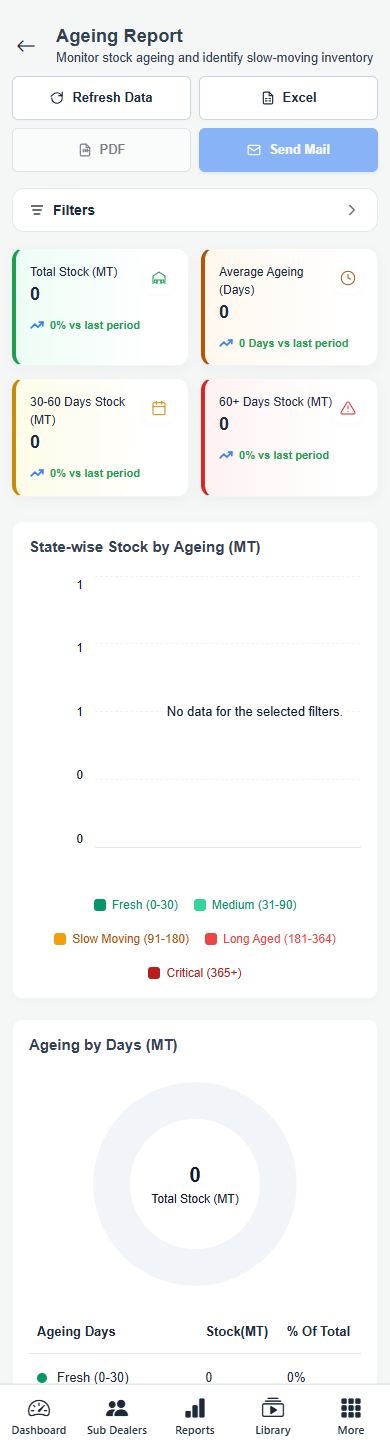 Ageing Report
Monitor stock ageing and identify slow-moving inventory
Refresh Data
Excel
PDF
Send Mail
Filters
Total Stock (MT)
0
0% vs last period
Average Ageing
(Days)
0
0 Days vs last period
30-60 Days Stock
(MT)
0
0% vs last period
60+ Days Stock (MT)
0
0% vs last period
State-wise Stock by Ageing (MT)
1
1
1
No data for the selected filters.
0
0
Fresh (0-30)
Medium (31-90)
Slow Moving (91-180)
Long Aged (181-364)
Critical (365+)
Ageing by Days (MT)
0
Total Stock (MT)
Ageing Days Stock(MT) % Of Total
Fresh (0-30) 0 0%
Dashboard
Sub Dealers
Reports
Library
More